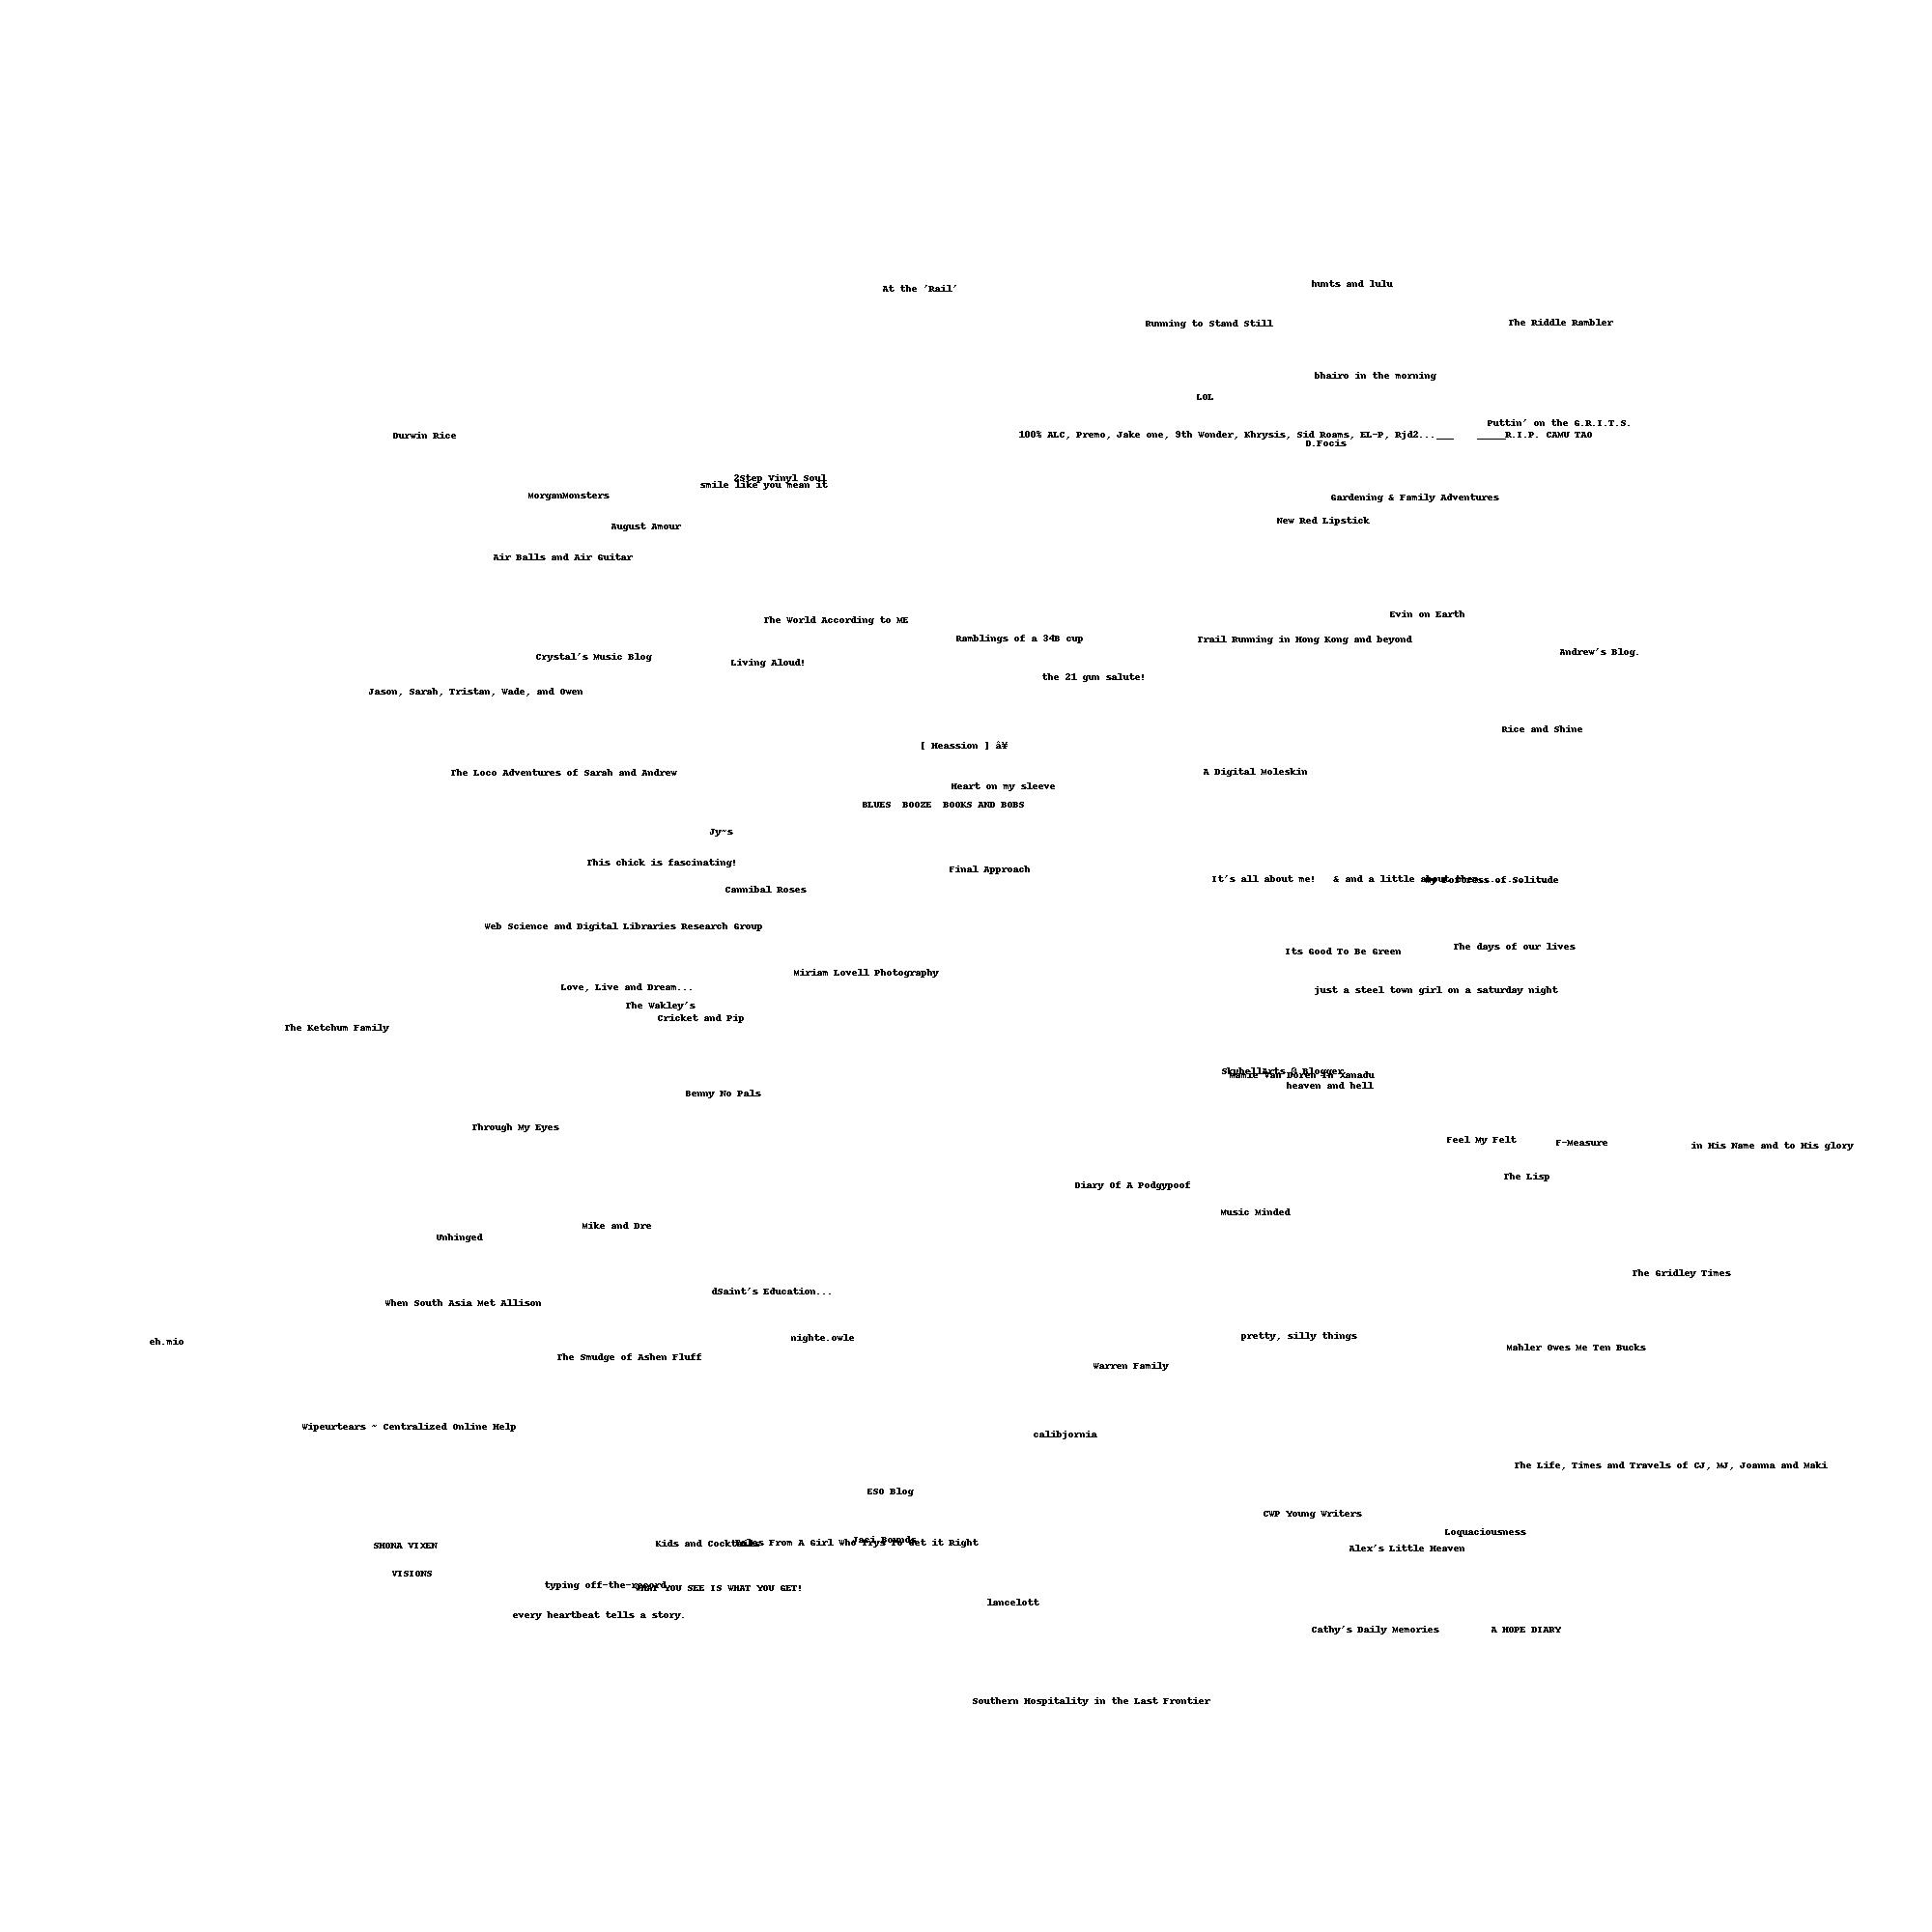 hunts and lulu
At the 'Rail'
Running to Stand Still
The Riddle Rambler
bhairo in the morning
LOL
Puttin' on the G.R.I.T.S.
Durwin Rice
100% ALC, Premo, Jake one, 9th Wonder, Khrysis, Sid Roams, EL-P, Rjd2...___    _____R.I.P. CAMU TAO
D.Focis
2Step Vinyl Soul
smile like you mean it
MorganMonsters
Gardening & Family Adventures
New Red Lipstick
August Amour
Air Balls and Air Guitar
Evin on Earth
The World According to ME
Ramblings of a 34B cup
Trail Running in Hong Kong and beyond
Andrew's Blog.
Crystal's Music Blog
Living Aloud!
the 21 gun salute!
Jason, Sarah, Tristan, Wade, and Owen
Rice and Shine
[ Heassion ] â¥
The Loco Adventures of Sarah and Andrew
A Digital Moleskin
Heart on my sleeve
BLUES  BOOZE  BOOKS AND BOBS
Jy~s
This chick is fascinating!
Final Approach
It's all about me!   & and a little about
My Fortress of Solitude
Cannibal Roses
Web Science and Digital Libraries Research Group
The days of our lives
Its Good To Be Green
Miriam Lovell Photography
Love, Live and Dream...
just a steel town girl on a saturday night
The Wakley's
Cricket and Pip
The Ketchum Family
SkyhellArts @ Blogger
Mamie Van Doren In Xanadu
heaven and hell
Benny No Pals
Through My Eyes
Feel My Felt
F-Measure
in His Name and to His glory
The Lisp
Diary Of A Podgypoof
Music Minded
Mike and Dre
Unhinged
The Gridley Times
dSaint's Education...
When South Asia Met Allison
pretty, silly things
nighte.owle
eh.mio
Mahler Owes Me Ten Bucks
The Smudge of Ashen Fluff
Warren Family
Wipeurtears ~ Centralized Online Help
calibjornia
The Life, Times and Travels of CJ, MJ, Joanna and Maki
ESO Blog
CWP Young Writers
Loquaciousness
Jaci Bounds
Kids and Cocktails
Tales From A Girl Who Trys To Get it Right
SHONA VIXEN
Alex's Little Heaven
VISIONS
typing off-the-record
WHAT YOU SEE IS WHAT YOU GET!
lancelott
every heartbeat tells a story.
Cathy's Daily Memories
A HOPE DIARY
Southern Hospitality in the Last Frontier